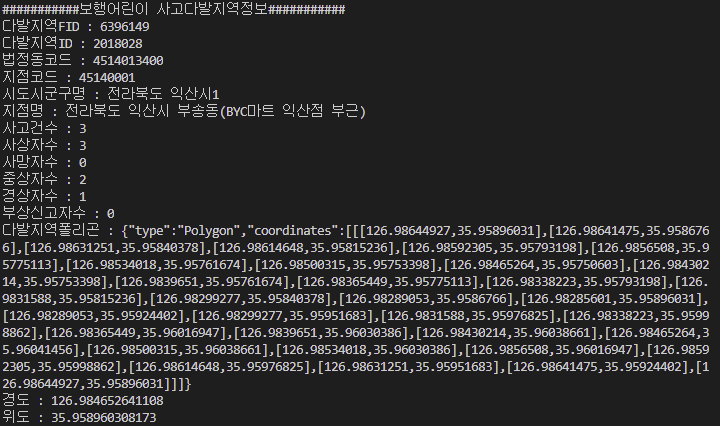 ###########보행어린이 사고다발지역정보###########
다발지역FID : 6396149
다발지역ID : 2018028
법정동코드 : 4514013400
지점코드 : 45140001
시도시군구명 : 전라북도 익산시1
지점명 : 전라북도 익산시 부송동(BYC마트 익산점 부근)
사고건수 : 3
사상자수 : 3
사망자수 : 0
중상자수 : 2
경상자수 : 1
부상신고자수 : 0
다발지역폴리곤 : {"type":"Polygon","coordinates":[[[126.98644927,35.95896031],[126.98641475,35.958676
6],[126.98631251,35.95840378],[126.98614648,35.95815236],[126.98592305,35.95793198],[126.9856508,35.
95775113],[126.98534018,35.95761674],[126.98500315,35.95753398],[126.98465264,35.95750603],[126.98430
214,35.95753398],[126.9839651,35.95761674],[126.98365449,35.95775113],[126.98338223,35.95793198],[126.
9831588,35.95815236],[126.98299277,35.95840378],[126.98289053,35.9586766],[126.98285601,35.95896031],
[126.98289053,35.95924402],[126.98299277,35.95951683],[126.9831588,35.95976825],[126.98338223,35.9599
8862],[126.98365449,35.96016947],[126.9839651,35.96030386],[126.98430214,35.96038661],[126.98465264,3
5.96041456],[126.98500315,35.96038661],[126.98534018,35.96030386],[126.9856508,35.96016947],[126.9859
2305,35.95998862],[126.98614648,35.95976825],[126.98631251,35.95951683],[126.98641475,35.95924402],[1
26.98644927,35.95896031]]]}
경도 : 126.984652641108
위도 : 35.958960308173